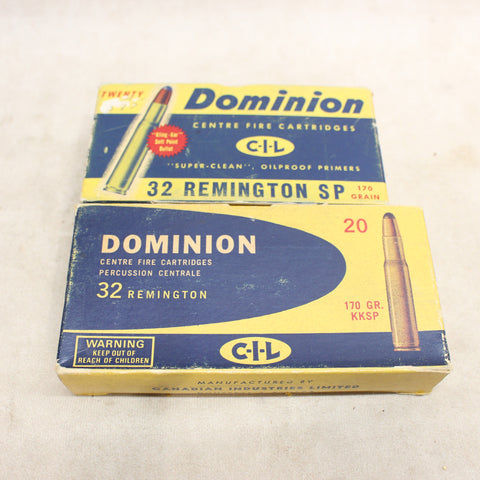 TWENTY
Dominion
CENTRE FIRE CARTRIDGES
C-I-L
"Kling-Kor"
Soft Point
Bullet
"SUPER-CLEAN", OILPROOF PRIMERS
32 REMINGTON SP
170
GRAIN
DOMINION
CENTRE FIRE CARTRIDGES
PERCUSSION CENTRALE
32 REMINGTON
20
170 GR.
KKSP
WARNING
KEEP OUT OF
REACH OF CHILDREN
C-I-L
MANUFACTURED BY
CANADIAN INDUSTRIES LIMITED